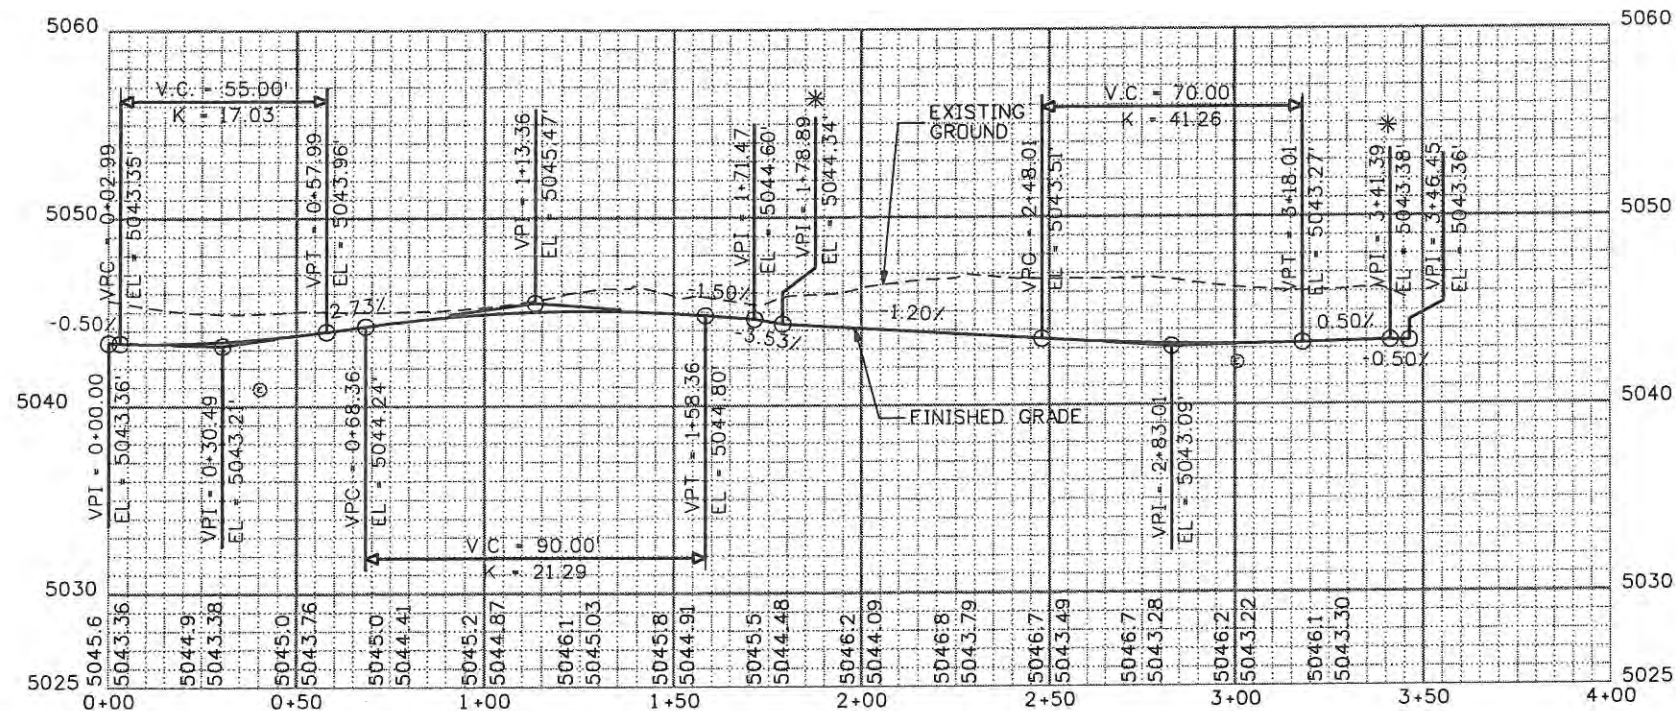 5060
5060
V.C. = 55.00'
K = 17.03
V.C = 70.00'
K = 41.26
EXISTING
GROUND
VPC = 0+02.99
EL = 5043.35'
VPT = 0+57.99
EL = 5043.96'
VPI = 1+13.36
EL = 5045.47'
VPI = 1+71.47
EL = 5044.60'
VPI = 1+78.89
EL = 5044.34'
*
VPC = 2+48.01
EL = 5043.51'
VPT = 3+18.01
EL = 5043.27'
*
VPI = 3+41.39
EL = 5043.38'
VPI = 3+46.45
EL = 5043.36'
5050
5050
-0.50%
2.73%
-1.50%
-3.53%
-1.20%
0.50%
-0.50%
5040
5040
FINISHED GRADE
VPI = 0+00.00
EL = 5043.36'
VPI = 0+30.49
EL = 5043.21'
VPC = 0+68.36
EL = 5044.24'
VPT = 1+58.36
EL = 5044.80'
VPI = 2+83.01
EL = 5043.09'
V.C. = 90.00'
K = 21.29
5030
5030
5045.6
5043.36
5044.9
5043.38
5045.0
5043.76
5045.0
5044.41
5045.2
5044.87
5046.1
5045.03
5045.8
5044.91
5045.5
5044.48
5046.2
5044.09
5046.8
5043.79
5046.7
5043.49
5046.7
5043.28
5046.2
5043.22
5046.1
5043.30
5025
5025
0+00
0+50
1+00
1+50
2+00
2+50
3+00
3+50
4+00